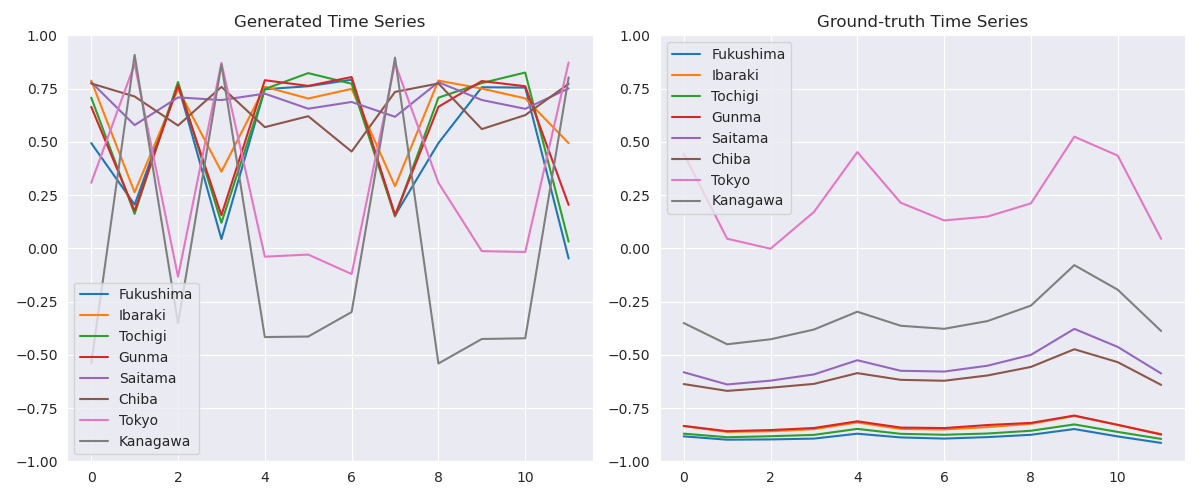 Generated Time Series
1.00
0.75
0.50
0.25
0.00
−0.25
−0.50
−0.75
−1.00
0 2 4 6 8 10
Fukushima
Ibaraki
Tochigi
Gunma
Saitama
Chiba
Tokyo
Kanagawa
Ground-truth Time Series
1.00
0.75
0.50
0.25
0.00
−0.25
−0.50
−0.75
−1.00
0 2 4 6 8 10
Fukushima
Ibaraki
Tochigi
Gunma
Saitama
Chiba
Tokyo
Kanagawa